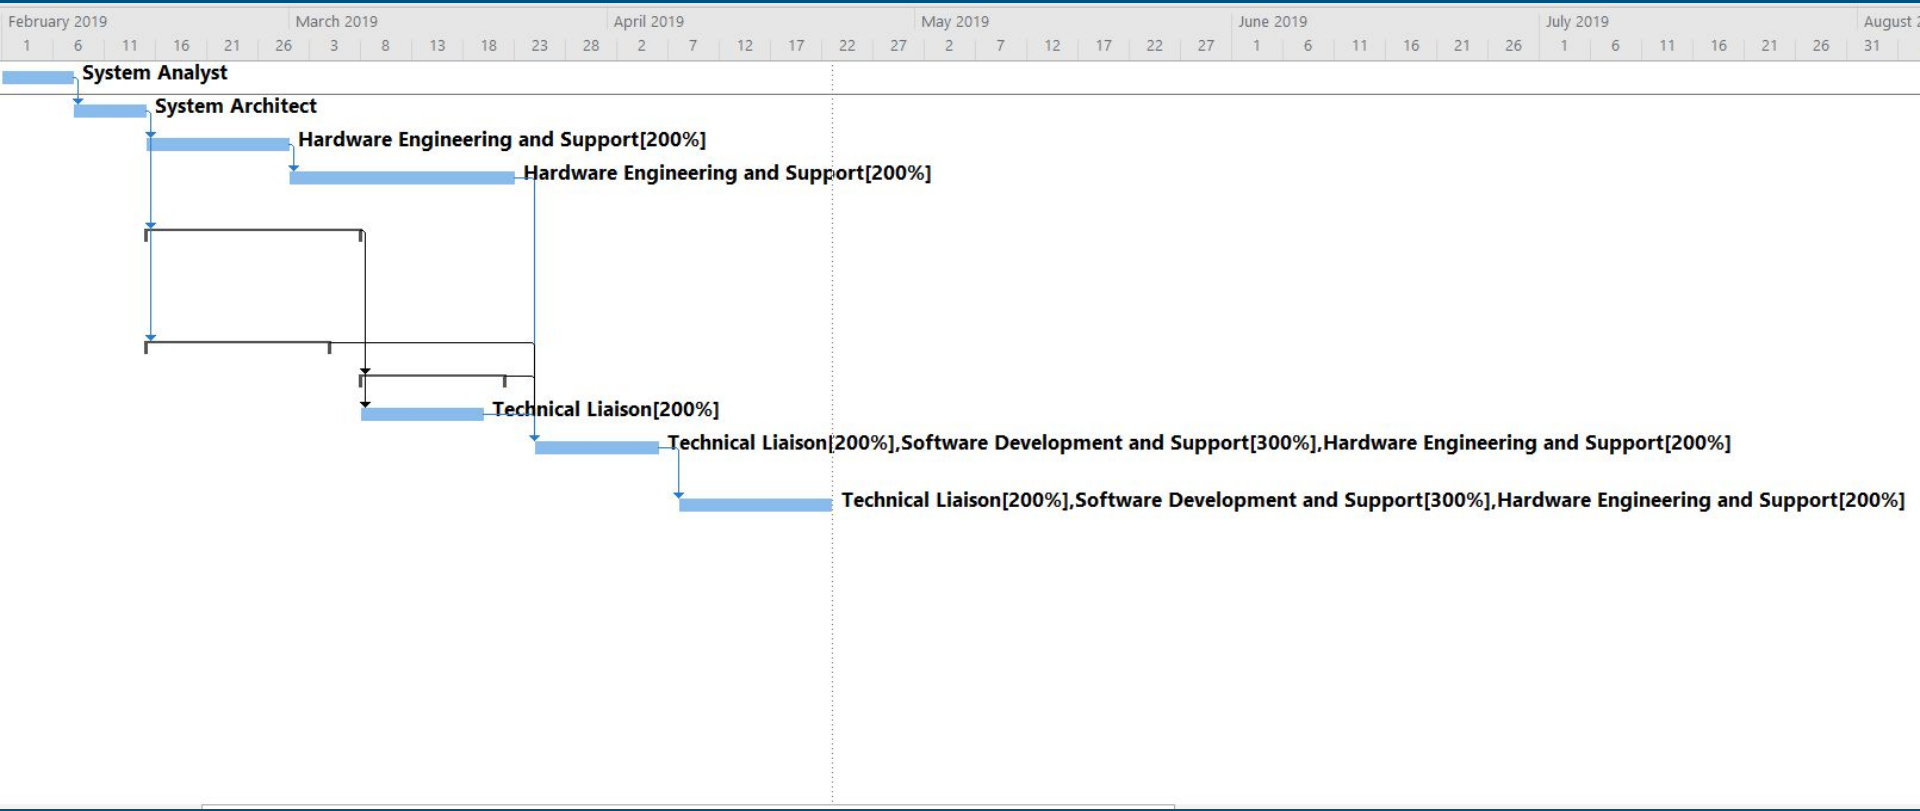 February 2019 March 2019 April 2019 May 2019 June 2019 July 2019 August 2
1 6 11 16 21 26 3 8 13 18 23 28 2 7 12 17 22 27 2 7 12 17 22 27 1 6 11 16 21 26 1 6 11 16 21 26 31
System Analyst
System Architect
Hardware Engineering and Support[200%]
Hardware Engineering and Support[200%]
Technical Liaison[200%]
Technical Liaison[200%],Software Development and Support[300%],Hardware Engineering and Support[200%]
Technical Liaison[200%],Software Development and Support[300%],Hardware Engineering and Support[200%]